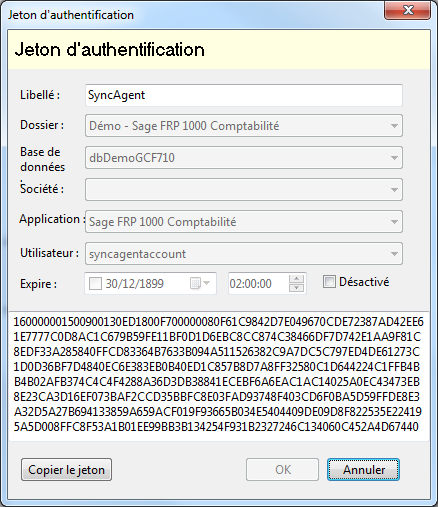 Jeton d'authentification
Jeton d'authentification
Libellé : SyncAgent
Dossier : Démo - Sage FRP 1000 Comptabilité
Base de données : dbDemoGCF710
Société :
Application : Sage FRP 1000 Comptabilité
Utilisateur : syncagentaccount
Expire : 30/12/1899 02:00:00 Désactivé
16000001500900130ED1800F700000080F61C9842D7E049670CDE72387AD42EE6
1E7777C0D8AC1C679B59FE11BF0D1D6EBC8CC874C38466DF7D742E1AA9F81C
8EDF33A285840FFCD83364B7633B094A511526382C9A7DC5C797ED4DE61273C
1D0D36BF7D4840EC6E383EB0B40ED1C857B8D7A8FF32580C1D644224C1FFB4B
B4B02AFB374C4C4F4288A36D3DB38841ECEBF6A6EAC1AC14025A0EC43473EB
8E23CA3D16EF073BAF2CCD35BBFC8E03FAD93748F403CD6F0BA5D59FFDE8E3
A32D5A27B694133859A659ACF019F93665B034E5404409DE09D8F822535E22419
5A5D008FFC8F53A1B01EE99BB3B134254F931B2327246C134060C452A4D67440
Copier le jeton OK Annuler